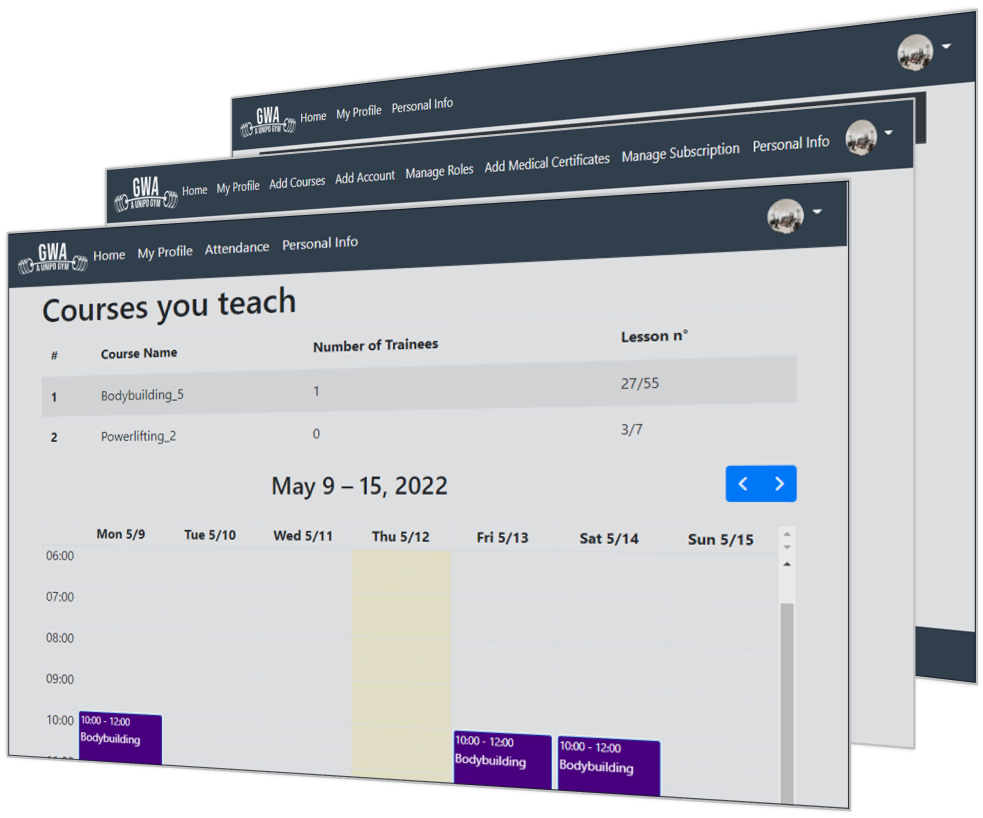 GWA
A UNIPD GYM
Home My Profile Personal Info
GWA
A UNIPD GYM
Home My Profile Add Courses Add Account Manage Roles Add Medical Certificates Manage Subscription Personal Info
GWA
A UNIPD GYM
Home My Profile Attendance Personal Info
Courses you teach
# Course Name Number of Trainees Lesson n°
1 Bodybuilding_5 1 27/55
2 Powerlifting_2 0 3/7
May 9 – 15, 2022
Mon 5/9 Tue 5/10 Wed 5/11 Thu 5/12 Fri 5/13 Sat 5/14 Sun 5/15
06:00
07:00
08:00
09:00
10:00
10:00 - 12:00
Bodybuilding
10:00 - 12:00
Bodybuilding
10:00 - 12:00
Bodybuilding